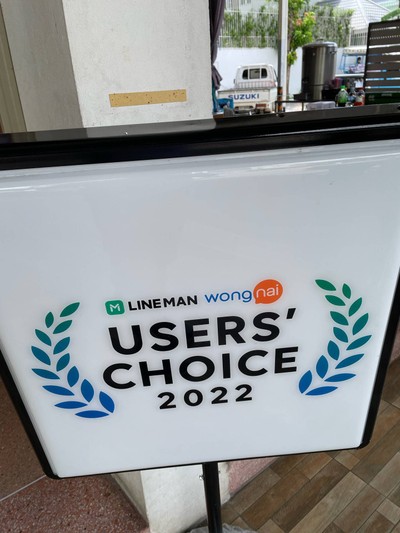 SUZUKI
LINEMAN wongnai
USERS'
CHOICE
2022